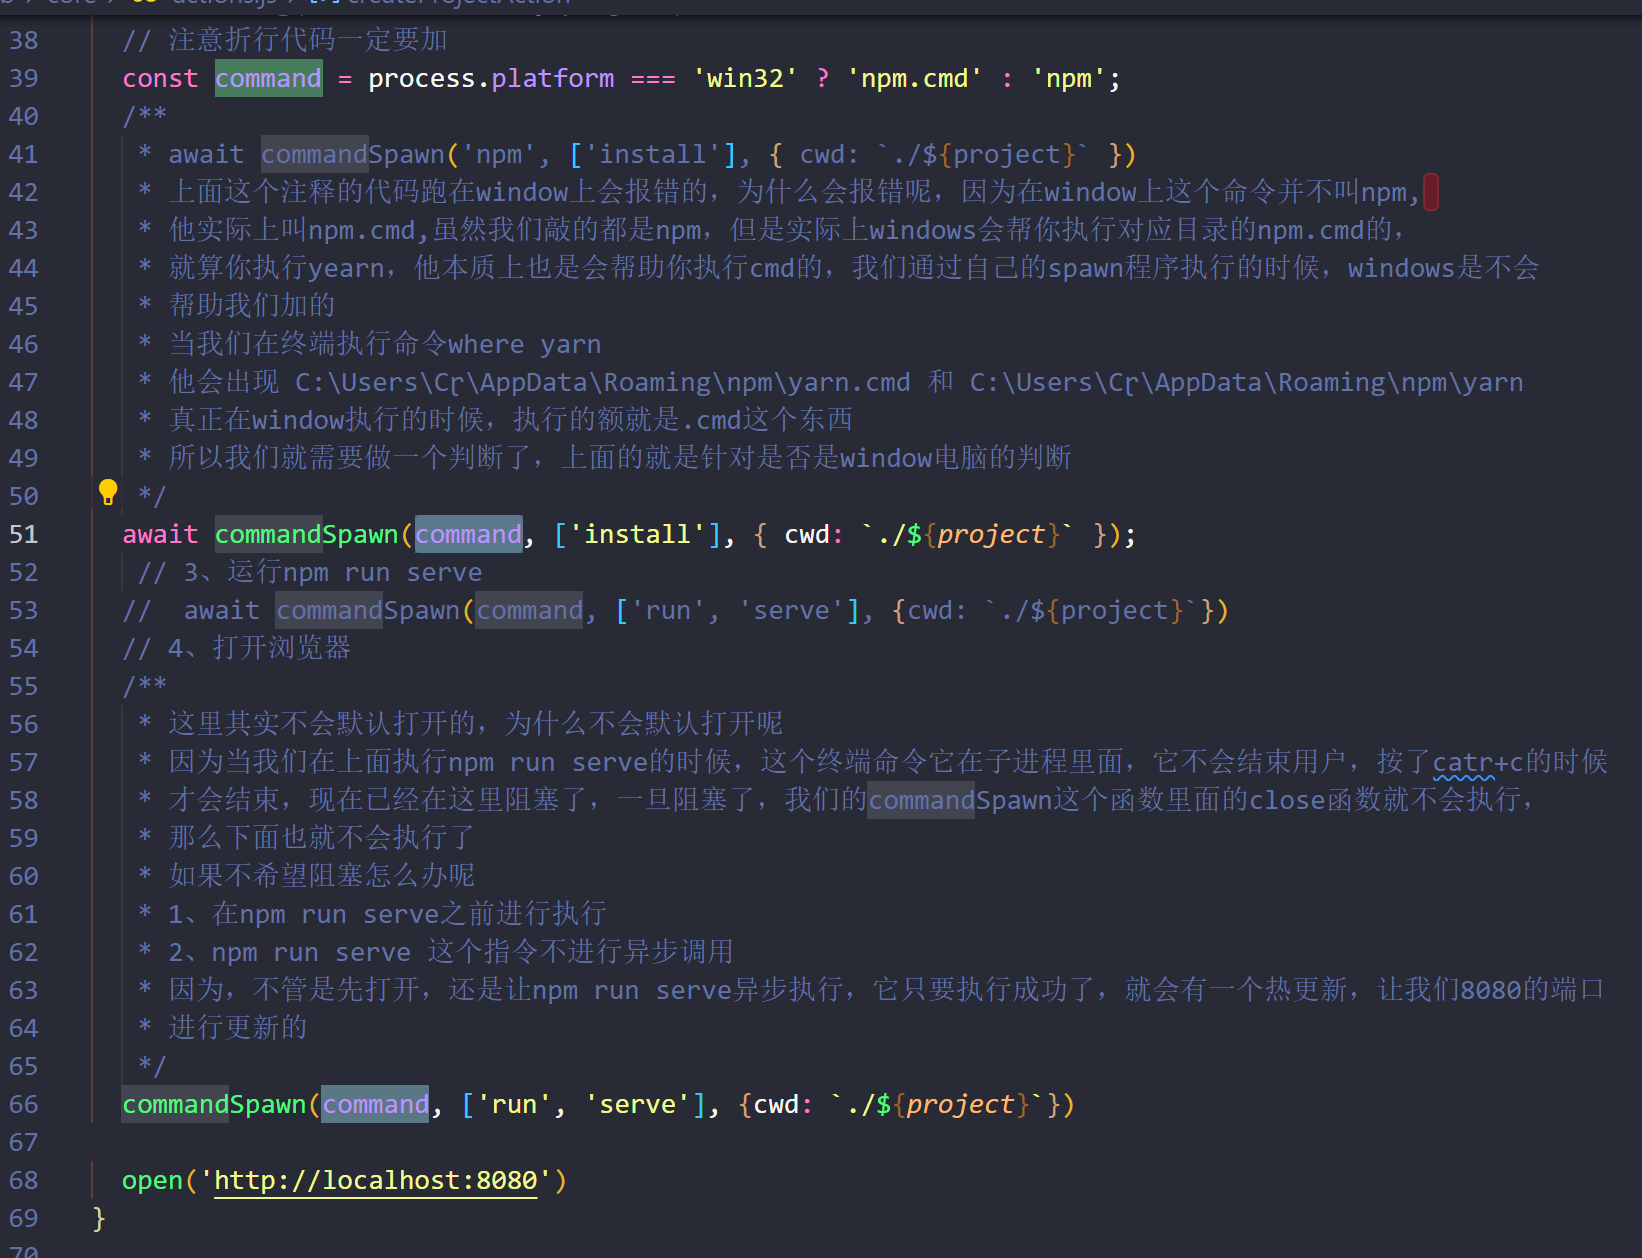 38 // 注意折行代码一定要加
39 const command = process.platform === 'win32' ? 'npm.cmd' : 'npm';
40 /**
41 * await commandSpawn('npm', ['install'], { cwd: `./${project}` })
42 * 上面这个注释的代码跑在window上会报错的，为什么会报错呢，因为在window上这个命令并不叫npm,
43 * 他实际上叫npm.cmd,虽然我们敲的都是npm，但是实际上windows会帮你执行对应目录的npm.cmd的，
44 * 就算你执行yearn，他本质上也是会帮助你执行cmd的，我们通过自己的spawn程序执行的时候，windows是不会
45 * 帮助我们加的
46 * 当我们在终端执行命令where yarn
47 * 他会出现 C:\Users\Cɽ\AppData\Roaming\npm\yarn.cmd 和 C:\Users\Cɽ\AppData\Roaming\npm\yarn
48 * 真正在window执行的时候，执行的额就是.cmd这个东西
49 * 所以我们就需要做一个判断了，上面的就是针对是否是window电脑的判断
50 */
51 await commandSpawn(command, ['install'], { cwd: `./${project}` });
52 // 3、运行npm run serve
53 // await commandSpawn(command, ['run', 'serve'], {cwd: `./${project}`})
54 // 4、打开浏览器
55 /**
56 * 这里其实不会默认打开的，为什么不会默认打开呢
57 * 因为当我们在上面执行npm run serve的时候，这个终端命令它在子进程里面，它不会结束用户，按了catr+c的时候
58 * 才会结束，现在已经在这里阻塞了，一旦阻塞了，我们的commandSpawn这个函数里面的close函数就不会执行，
59 * 那么下面也就不会执行了
60 * 如果不希望阻塞怎么办呢
61 * 1、在npm run serve之前进行执行
62 * 2、npm run serve 这个指令不进行异步调用
63 * 因为，不管是先打开，还是让npm run serve异步执行，它只要执行成功了，就会有一个热更新，让我们8080的端口
64 * 进行更新的
65 */
66 commandSpawn(command, ['run', 'serve'], {cwd: `./${project}`})
67
68 open('http://localhost:8080')
69 }